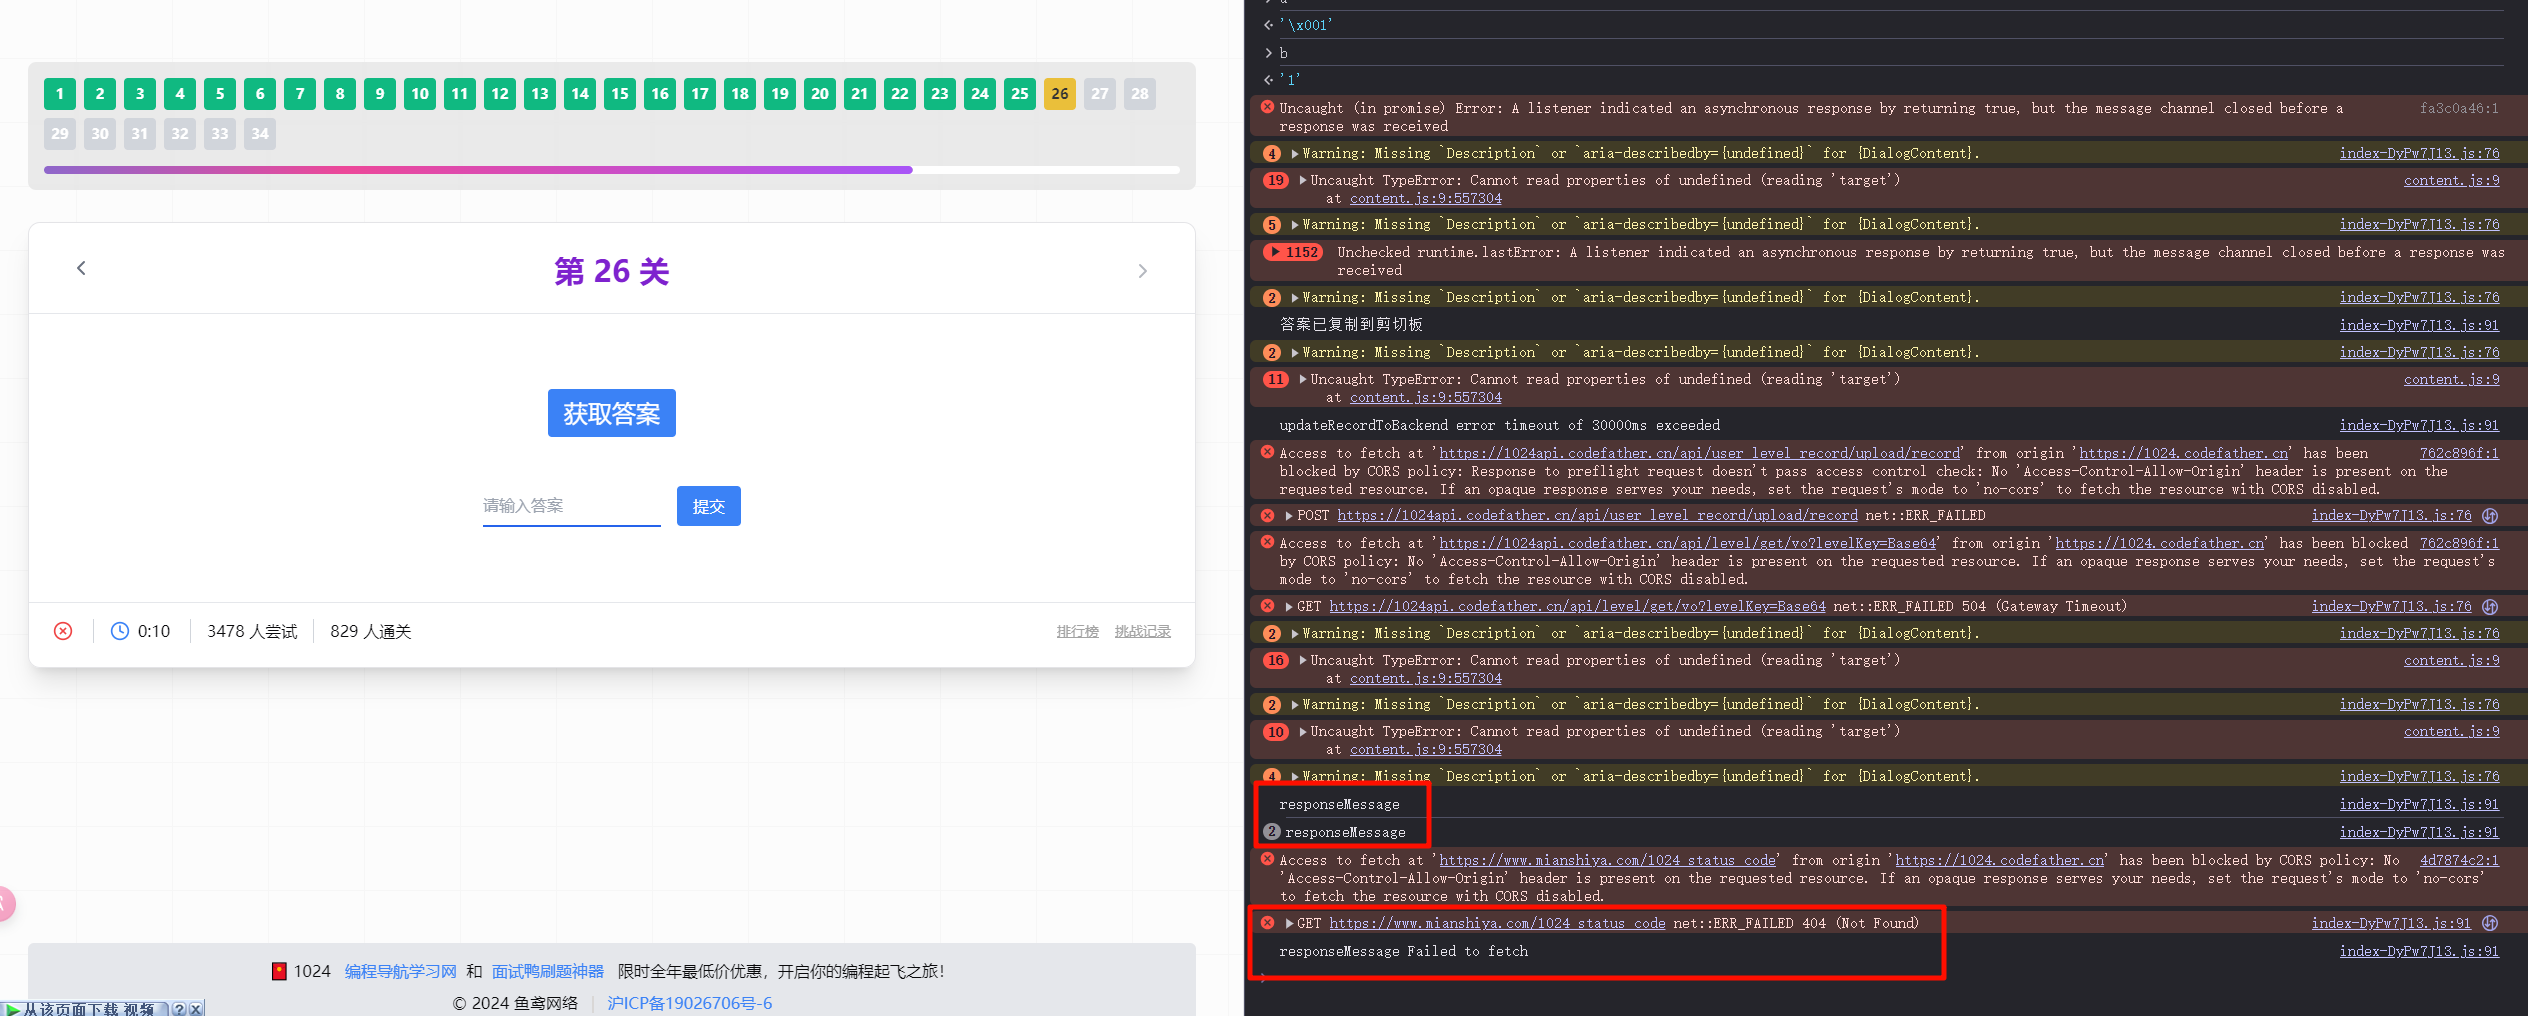 1 2 3 4 5 6 7 8 9 10 11 12 13 14 15 16 17 18 19 20 21 22 23 24 25 26 27 28
29 30 31 32 33 34
第 26 关
获取答案
请输入答案 提交
0:10 3478 人尝试 829 人通关 排行榜 挑战记录
1024 编程导航学习网 和 面试鸭刷题神器 限时全年最低价优惠，开启你的编程起飞之旅！
© 2024 鱼鸢网络 沪ICP备19026706号-6
从该页面下载 视频 ? X
'\x001'
b
'1'
Uncaught (in promise) Error: A listener indicated an asynchronous response by returning true, but the message channel closed before a fa3c0a46:1
response was received
4 Warning: Missing `Description` or `aria-describedby={undefined}` for {DialogContent}. index-DyPw7J13.js:76
19 Uncaught TypeError: Cannot read properties of undefined (reading 'target') content.js:9
at content.js:9:557304
5 Warning: Missing `Description` or `aria-describedby={undefined}` for {DialogContent}. index-DyPw7J13.js:76
1152 Unchecked runtime.lastError: A listener indicated an asynchronous response by returning true, but the message channel closed before a response was
received
2 Warning: Missing `Description` or `aria-describedby={undefined}` for {DialogContent}. index-DyPw7J13.js:76
答案已复制到剪切板 index-DyPw7J13.js:91
2 Warning: Missing `Description` or `aria-describedby={undefined}` for {DialogContent}. index-DyPw7J13.js:76
11 Uncaught TypeError: Cannot read properties of undefined (reading 'target') content.js:9
at content.js:9:557304
updateRecordToBackend error timeout of 30000ms exceeded index-DyPw7J13.js:91
Access to fetch at 'https://1024api.codefather.cn/api/user_level_record/upload/record' from origin 'https://1024.codefather.cn' has been 762c896f:1
blocked by CORS policy: Response to preflight request doesn't pass access control check: No 'Access-Control-Allow-Origin' header is present on the
requested resource. If an opaque response serves your needs, set the request's mode to 'no-cors' to fetch the resource with CORS disabled.
POST https://1024api.codefather.cn/api/user_level_record/upload/record net::ERR_FAILED index-DyPw7J13.js:76
Access to fetch at 'https://1024api.codefather.cn/api/level/get/vo?levelKey=Base64' from origin 'https://1024.codefather.cn' has been blocked 762c896f:1
by CORS policy: No 'Access-Control-Allow-Origin' header is present on the requested resource. If an opaque response serves your needs, set the request's
mode to 'no-cors' to fetch the resource with CORS disabled.
GET https://1024api.codefather.cn/api/level/get/vo?levelKey=Base64 net::ERR_FAILED 504 (Gateway Timeout) index-DyPw7J13.js:76
2 Warning: Missing `Description` or `aria-describedby={undefined}` for {DialogContent}. index-DyPw7J13.js:76
16 Uncaught TypeError: Cannot read properties of undefined (reading 'target') content.js:9
at content.js:9:557304
2 Warning: Missing `Description` or `aria-describedby={undefined}` for {DialogContent}. index-DyPw7J13.js:76
10 Uncaught TypeError: Cannot read properties of undefined (reading 'target') content.js:9
at content.js:9:557304
4 Warning: Missing `Description` or `aria-describedby={undefined}` for {DialogContent}. index-DyPw7J13.js:76
responseMessage index-DyPw7J13.js:91
2 responseMessage index-DyPw7J13.js:91
Access to fetch at 'https://www.mianshiya.com/1024_status_code' from origin 'https://1024.codefather.cn' has been blocked by CORS policy: No 4d7874c2:1
'Access-Control-Allow-Origin' header is present on the requested resource. If an opaque response serves your needs, set the request's mode to 'no-cors'
to fetch the resource with CORS disabled.
GET https://www.mianshiya.com/1024_status_code net::ERR_FAILED 404 (Not Found) index-DyPw7J13.js:91
responseMessage Failed to fetch index-DyPw7J13.js:91